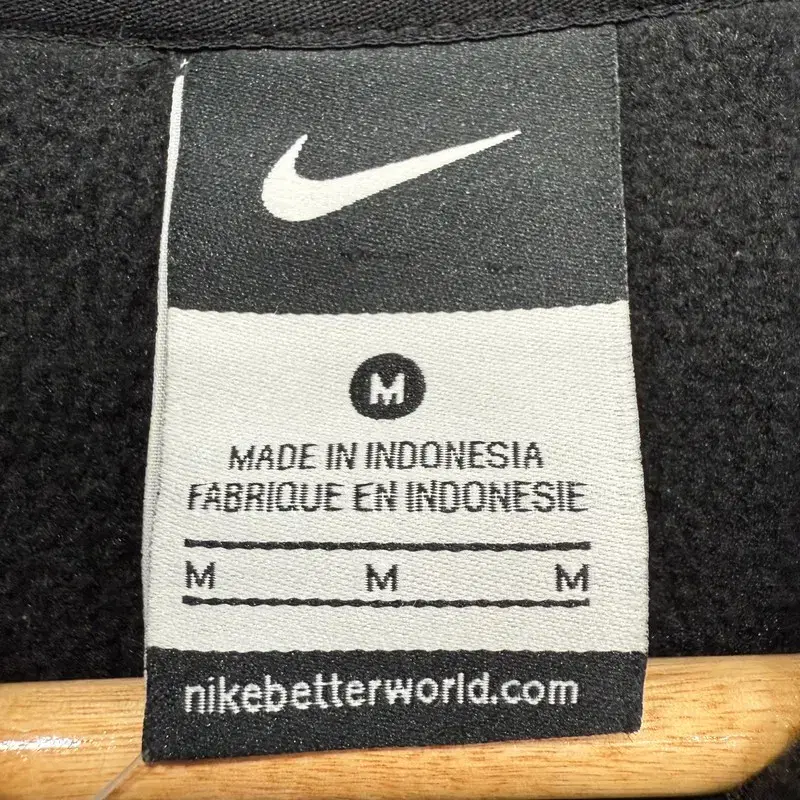 M
MADE IN INDONESIA
FABRIQUE EN INDONESIE
M M M
nikebetterworld.com